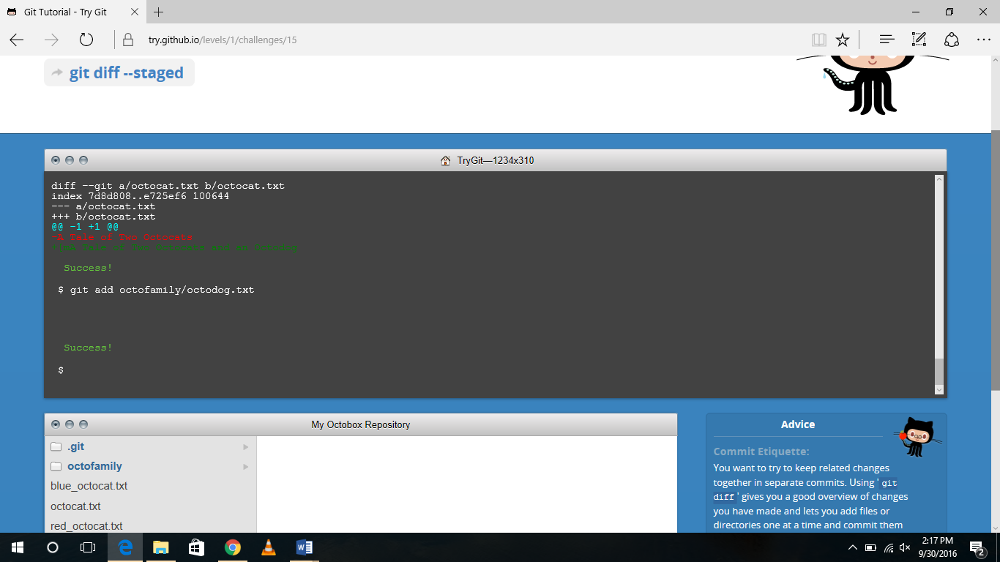 Git Tutorial - Try Git
try.github.io/levels/1/challenges/15
git diff --staged
TryGit—1234x310
diff --git a/octocat.txt b/octocat.txt
index 7d8d808..e725ef6 100644
--- a/octocat.txt
+++ b/octocat.txt
@@ -1 +1 @@
-A Tale of Two Octocats
A Tale of Two Octocats and an Octodog
Success!
$ git add octofamily/octodog.txt
Success!
$
My Octobox Repository
.git
octofamily
blue_octocat.txt
octocat.txt
red_octocat.txt
Advice
Commit Etiquette:
You want to try to keep related changes
together in separate commits. Using 'git
diff' gives you a good overview of changes
you have made and lets you add files or
directories one at a time and commit them
2:17 PM
9/30/2016
2